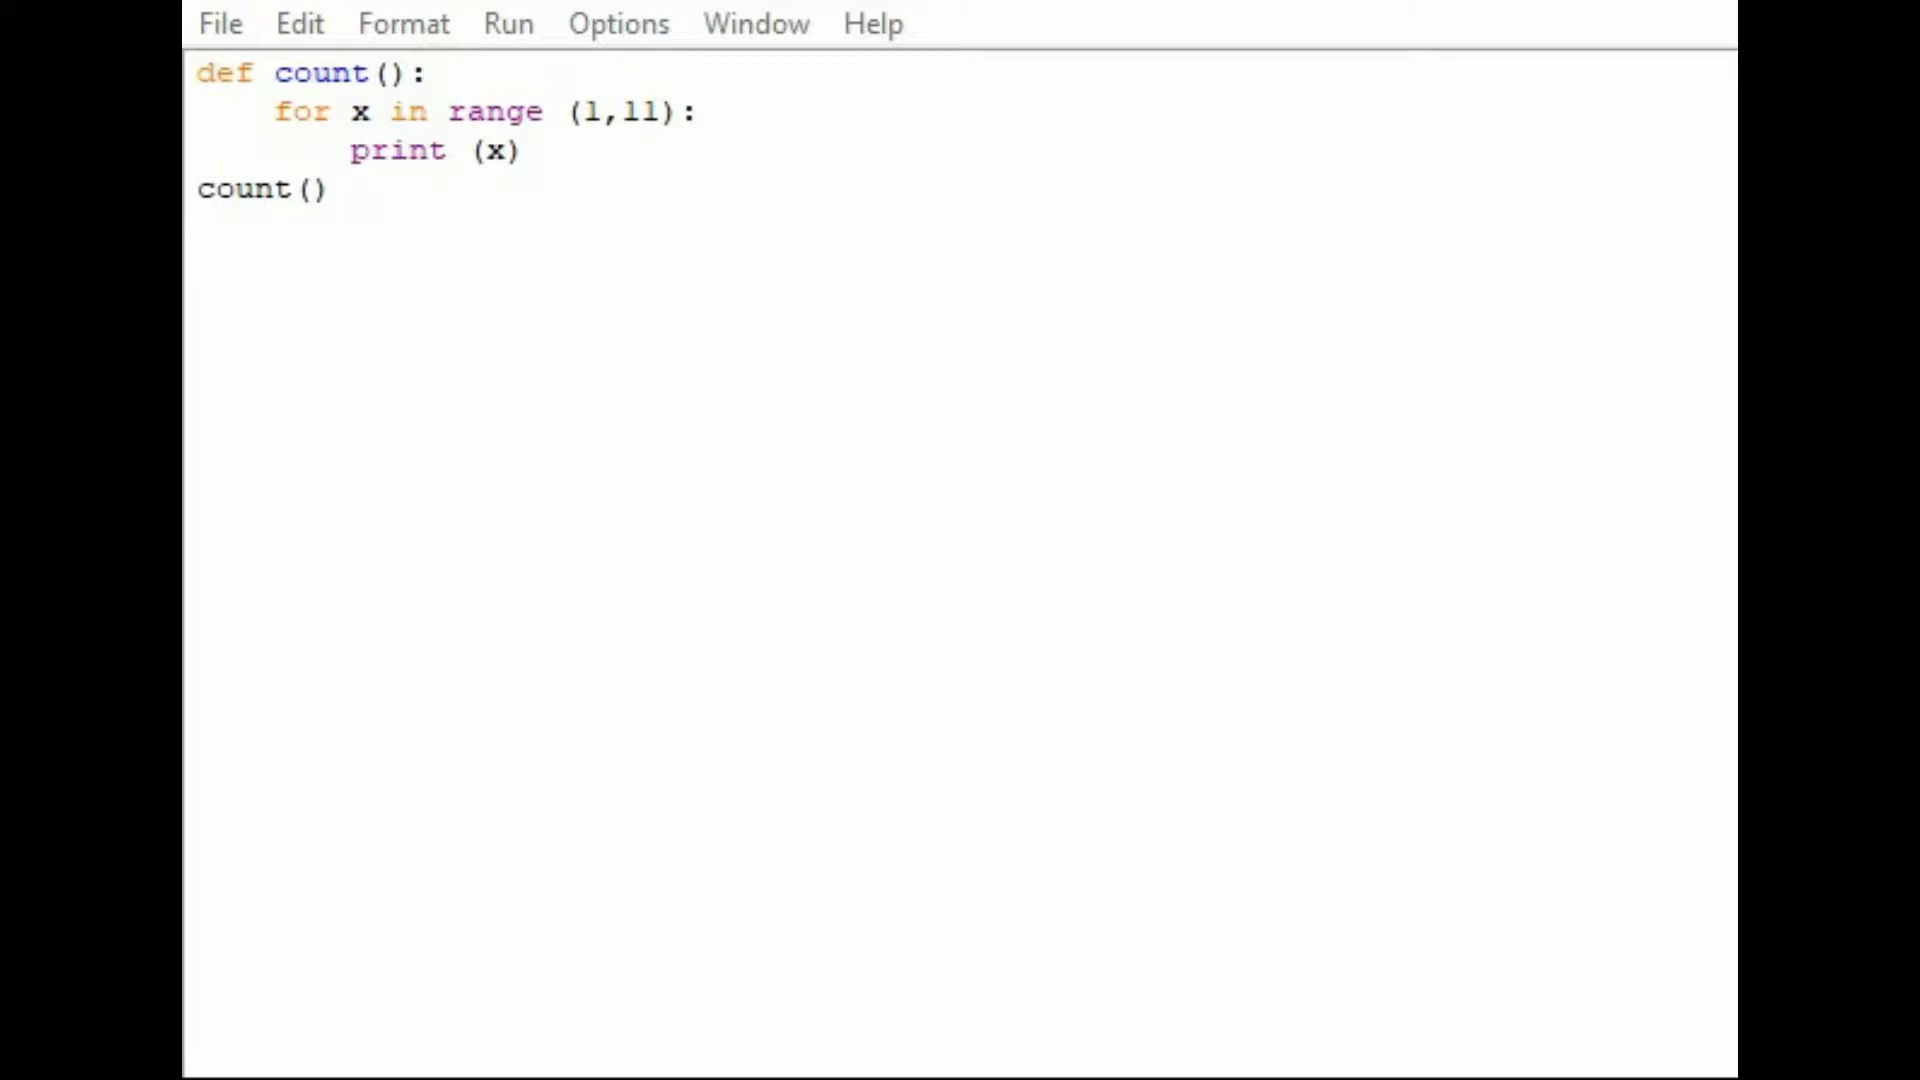 File Edit Format Run Options Window Help
def count():
    for x in range (1,11):
        print (x)
count()